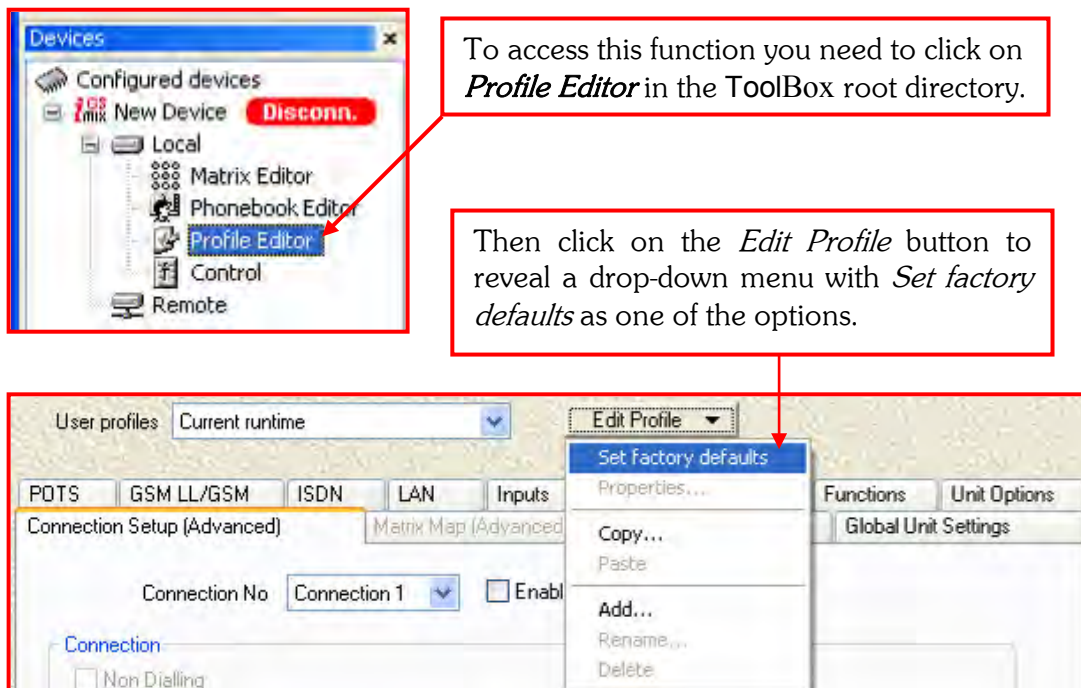 Devices
Configured devices
New Device Disconn.
Local
Matrix Editor
Phonebook Editor
Profile Editor
Control
Remote
To access this function you need to click on
Profile Editor in the ToolBox root directory.
Then click on the Edit Profile button to
reveal a drop-down menu with Set factory
defaults as one of the options.
User profiles Current runtime Edit Profile
Set factory defaults
Properties...
Copy...
Paste
Add...
Rename...
Delete
POTS GSM LL/GSM ISDN LAN Inputs Functions Unit Options
Connection Setup (Advanced) Matrix Map (Advanced Global Unit Settings
Connection No Connection 1 Enabl
Connection
Non Dialling